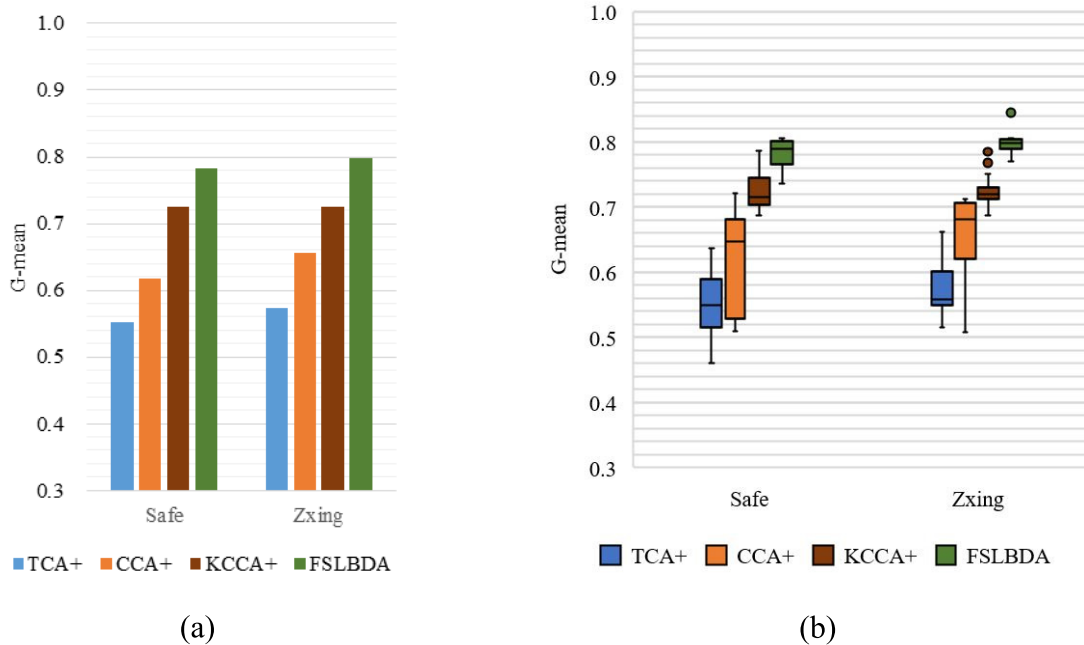 1.0
0.9
0.8
0.7
0.6
0.5
0.4
0.3
G-mean
Safe Zxing
TCA+ CCA+ KCCA+ FSLBDA
(a)
1.0
0.9
0.8
0.7
0.6
0.5
0.4
0.3
G-mean
Safe Zxing
TCA+ CCA+ KCCA+ FSLBDA
(b)